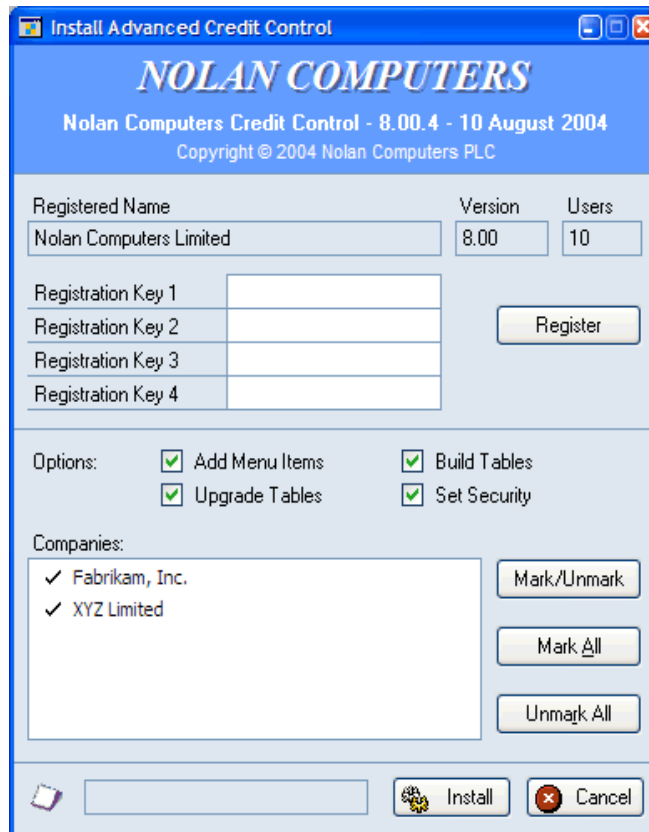 Install Advanced Credit Control
NOLAN COMPUTERS
Nolan Computers Credit Control - 8.00.4 - 10 August 2004
Copyright © 2004 Nolan Computers PLC
Registered Name Version Users
Nolan Computers Limited 8.00 10
Registration Key 1
Registration Key 2
Register
Registration Key 3
Registration Key 4
Options: Add Menu Items Build Tables
Upgrade Tables Set Security
Companies:
Fabrikam, Inc. Mark/Unmark
XYZ Limited
Mark All
Unmark All
Install Cancel